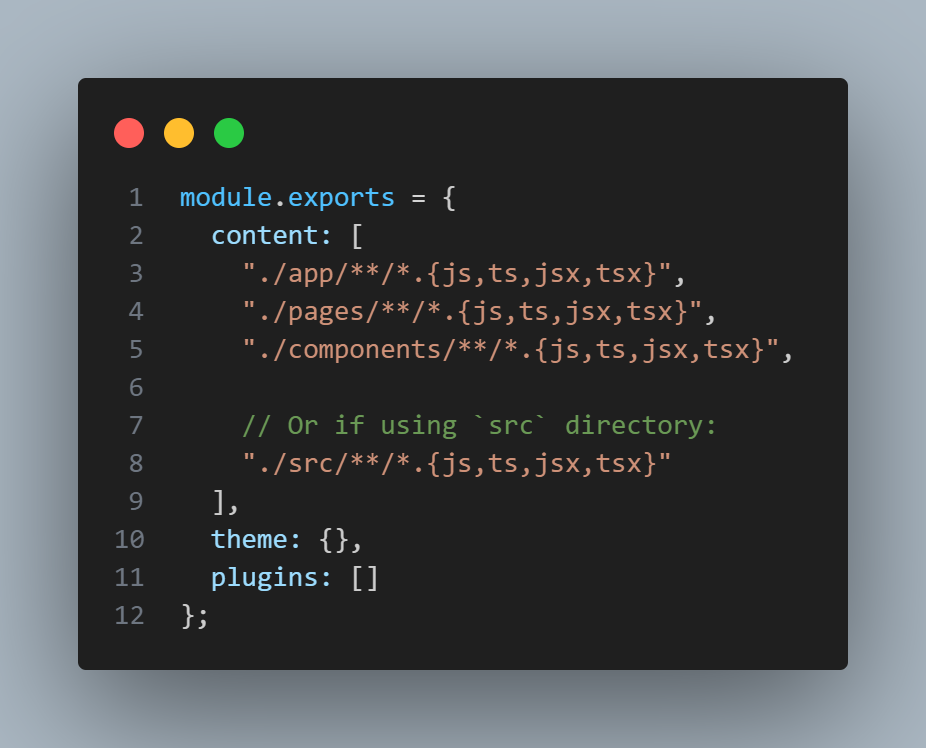 1 module.exports = {
2   content: [
3     "./app/**/*.{js,ts,jsx,tsx}",
4     "./pages/**/*.{js,ts,jsx,tsx}",
5     "./components/**/*.{js,ts,jsx,tsx}",
6
7     // Or if using `src` directory:
8     "./src/**/*.{js,ts,jsx,tsx}"
9   ],
10   theme: {},
11   plugins: []
12 };